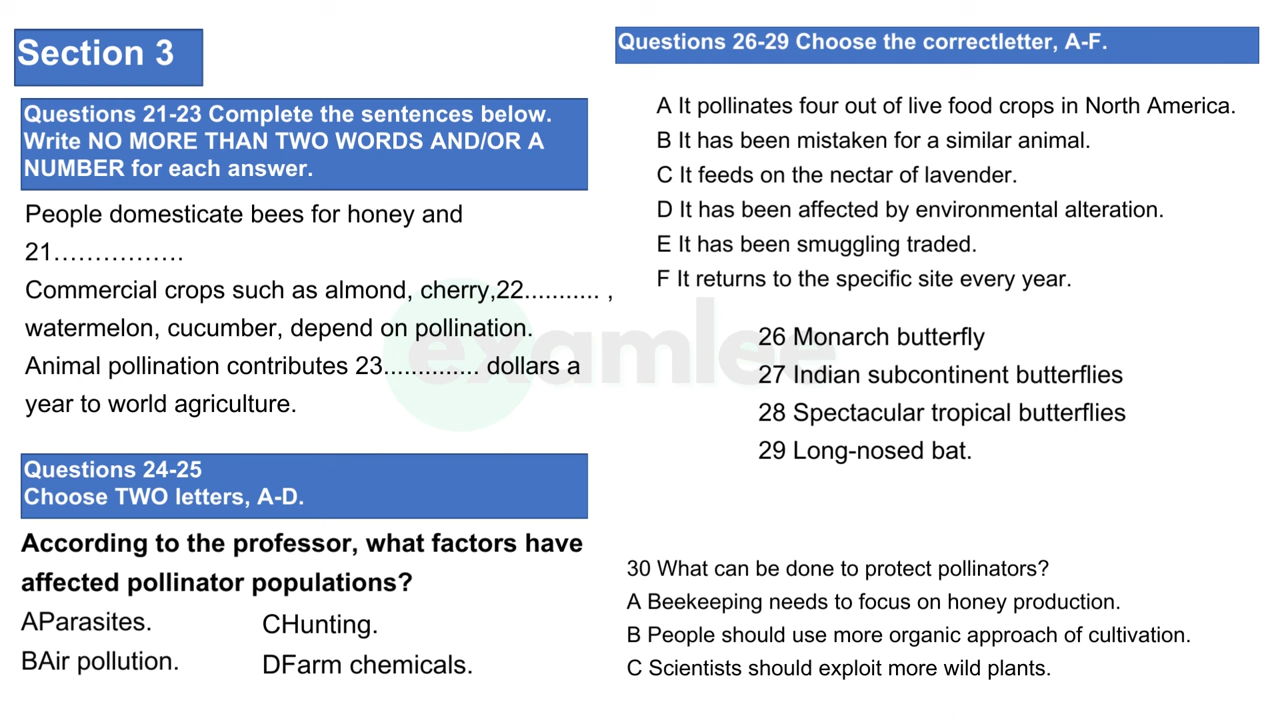 Section 3
Questions 21-23 Complete the sentences below.
Write NO MORE THAN TWO WORDS AND/OR A
NUMBER for each answer.
People domesticate bees for honey and
21................
Commercial crops such as almond, cherry,22........... ,
watermelon, cucumber, depend on pollination.
Animal pollination contributes 23.............. dollars a
year to world agriculture.
Questions 24-25
Choose TWO letters, A-D.
According to the professor, what factors have
affected pollinator populations?
AParasites.
BAir pollution.
CHunting.
DFarm chemicals.
Questions 26-29 Choose the correctletter, A-F.
A It pollinates four out of live food crops in North America.
B It has been mistaken for a similar animal.
C It feeds on the nectar of lavender.
D It has been affected by environmental alteration.
E It has been smuggling traded.
F It returns to the specific site every year.
26 Monarch butterfly
27 Indian subcontinent butterflies
28 Spectacular tropical butterflies
29 Long-nosed bat.
30 What can be done to protect pollinators?
A Beekeeping needs to focus on honey production.
B People should use more organic approach of cultivation.
C Scientists should exploit more wild plants.
examlee